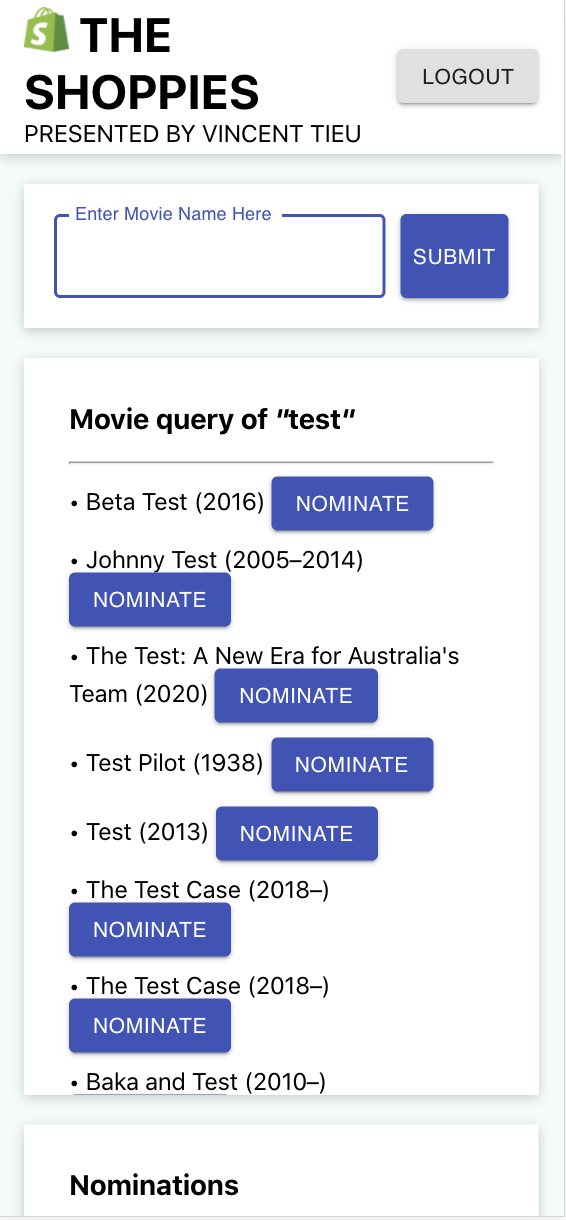 THE
SHOPPIES
PRESENTED BY VINCENT TIEU
LOGOUT
Enter Movie Name Here
SUBMIT
Movie query of "test"
• Beta Test (2016) NOMINATE
• Johnny Test (2005–2014)
NOMINATE
• The Test: A New Era for Australia's
Team (2020) NOMINATE
• Test Pilot (1938) NOMINATE
• Test (2013) NOMINATE
• The Test Case (2018–)
NOMINATE
• The Test Case (2018–)
NOMINATE
• Baka and Test (2010–)
Nominations